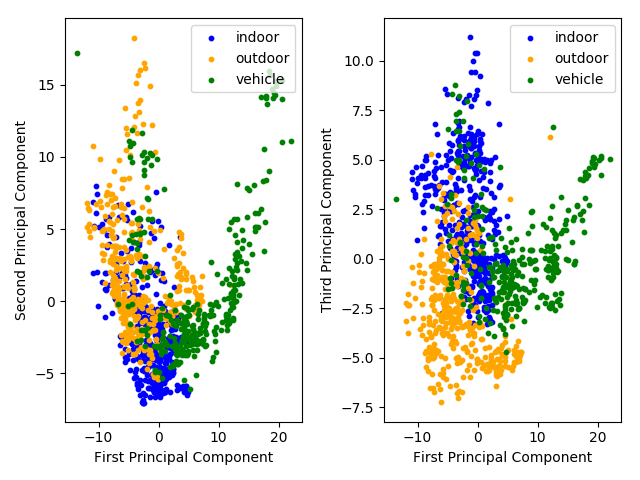 indoor
outdoor
vehicle
15
10
5
0
−5
Second Principal Component
−10
0
10
20
First Principal Component
indoor
outdoor
vehicle
10.0
7.5
5.0
2.5
0.0
−2.5
−5.0
−7.5
Third Principal Component
−10
0
10
20
First Principal Component